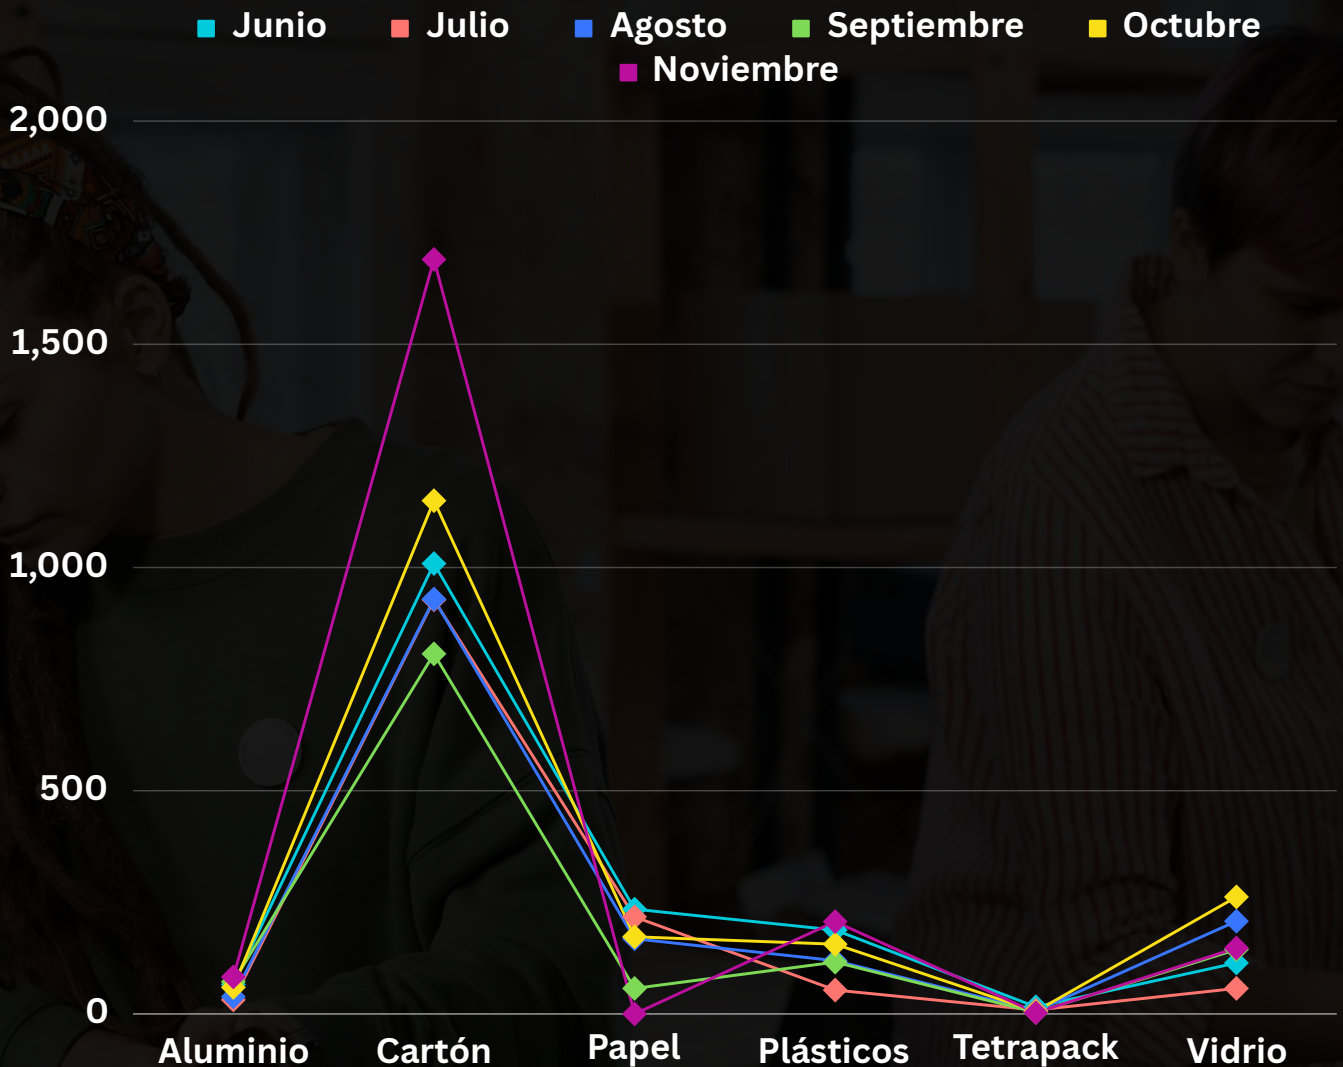 Junio Julio Agosto Septiembre Octubre
Noviembre
2,000
1,500
1,000
500
0
Aluminio Cartón Papel Plásticos Tetrapack Vidrio